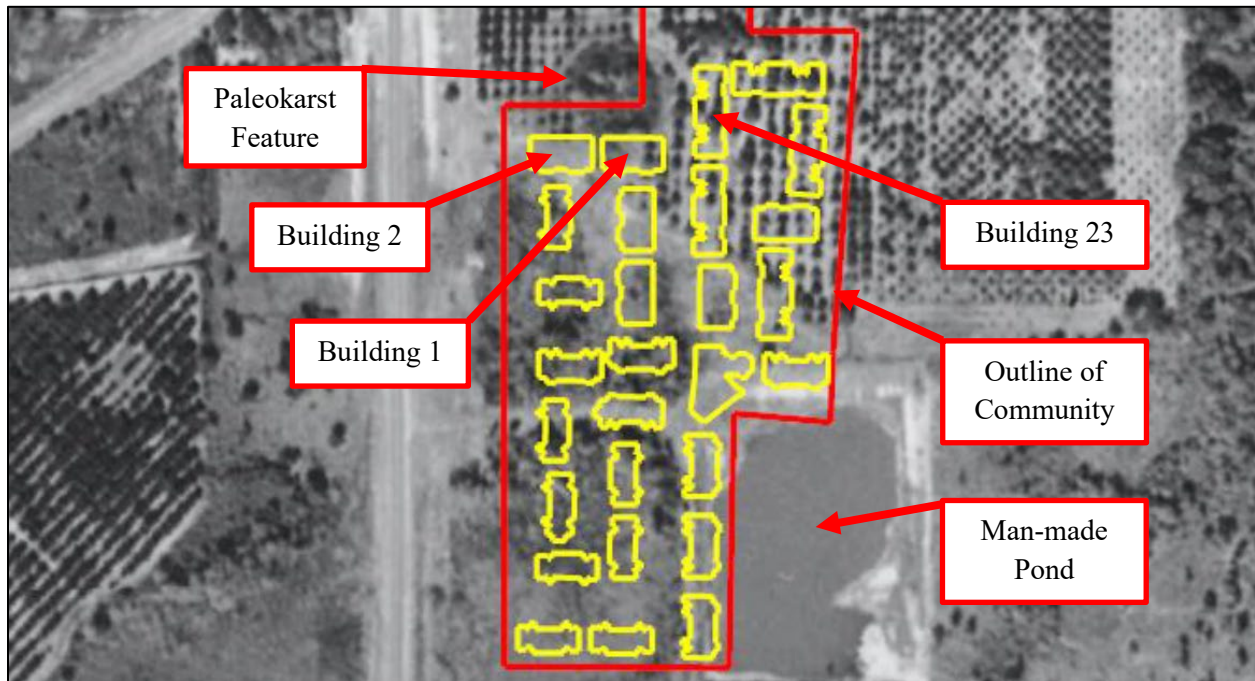 Paleokarst
Feature
Building 2
Building 1
Building 23
Outline of
Community
Man-made
Pond